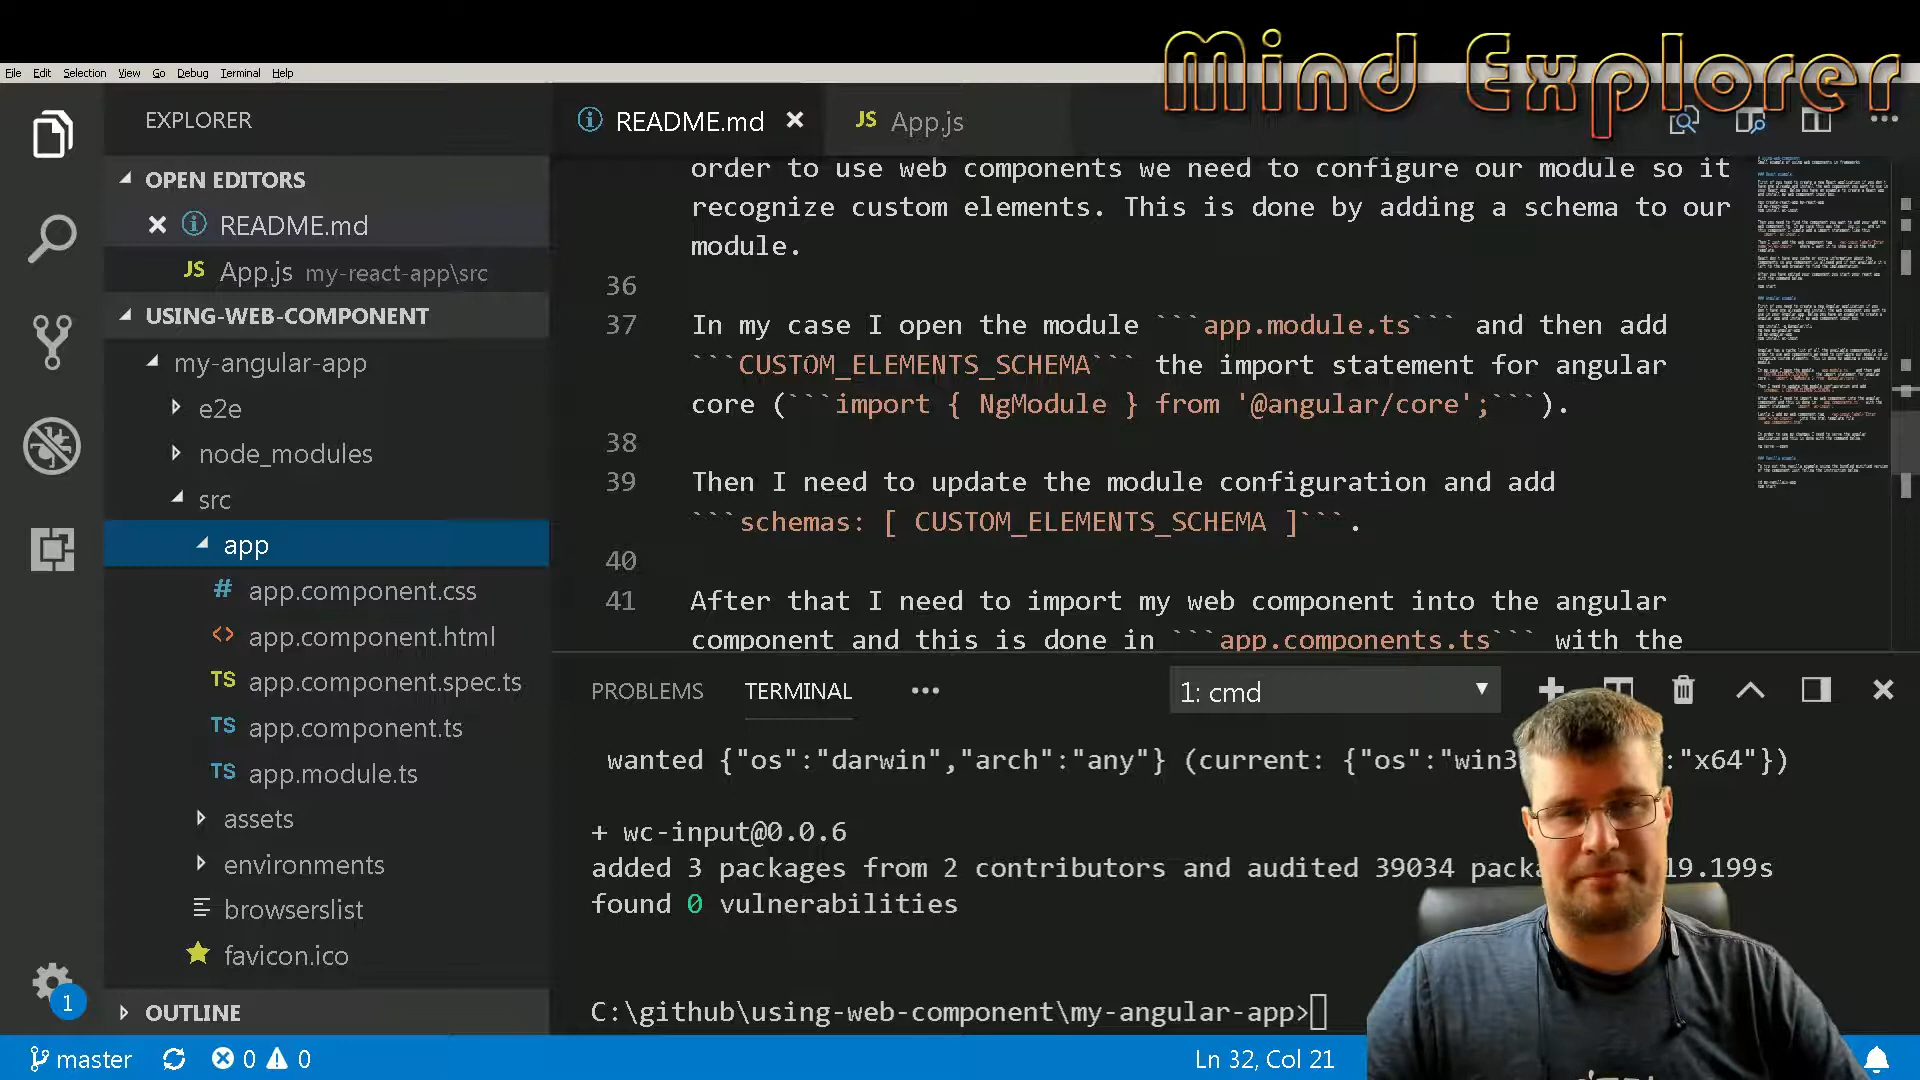 Mind Explorer
File Edit Selection View Go Debug Terminal Help
EXPLORER
OPEN EDITORS
README.md
JS App.js my-react-app\src
USING-WEB-COMPONENT
my-angular-app
e2e
node_modules
src
app
# app.component.css
<> app.component.html
TS app.component.spec.ts
TS app.component.ts
TS app.module.ts
assets
environments
browserslist
favicon.ico
OUTLINE
1
README.md
JS App.js
order to use web components we need to configure our module so it
recognize custom elements. This is done by adding a schema to our
module.
36
37 In my case I open the module ```app.module.ts``` and then add
```CUSTOM_ELEMENTS_SCHEMA``` the import statement for angular
core (```import { NgModule } from '@angular/core';```).
38
39 Then I need to update the module configuration and add
```schemas: [ CUSTOM_ELEMENTS_SCHEMA ]```.
40
41 After that I need to import my web component into the angular
component and this is done in ```app.components.ts``` with the
PROBLEMS TERMINAL ••• 1: cmd
wanted {"os":"darwin","arch":"any"} (current: {"os":"win3 :"x64"})
+ wc-input@0.0.6
added 3 packages from 2 contributors and audited 39034 19.199s
found 0 vulnerabilities
C:\github\using-web-component\my-angular-app>
master 0 0 Ln 32, Col 21